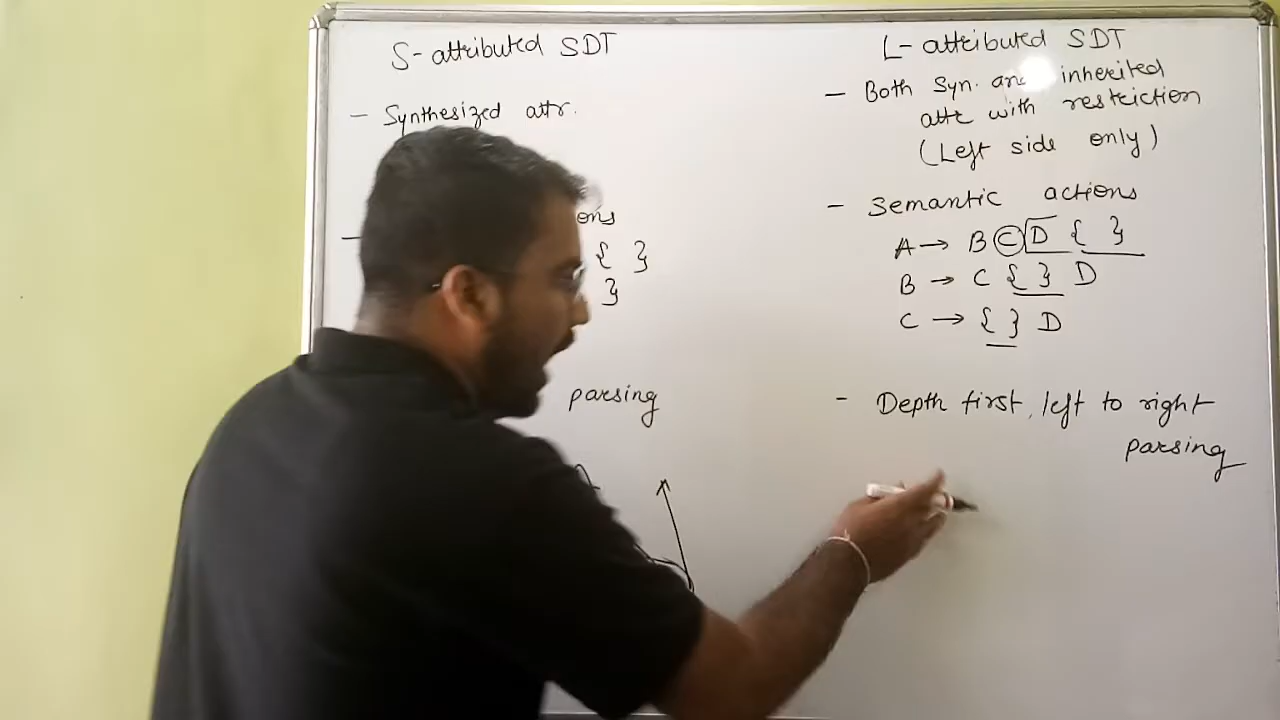 S-attributed SDT
- Synthesized attr.
-
ons
{ }
}
parsing
L-attributed SDT
- Both Syn. an inherited
attr with restriction
(Left side only)
- Semantic actions
A → B C D { }
B → C { } D
C → { } D
- Depth first, left to right
parsing